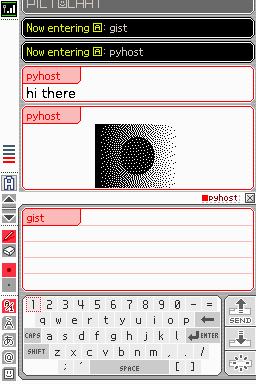 PICTOCHAT
Now entering A: gist
Now entering A: pyhost
pyhost
hi there
pyhost
A
pyhost
gist
1 2 3 4 5 6 7 8 9 0 - =
q w e r t y u i o p
CAPS a s d f g h j k l ENTER
SHIFT z x c v b n m , . /
; ' SPACE [ ]
SEND
@